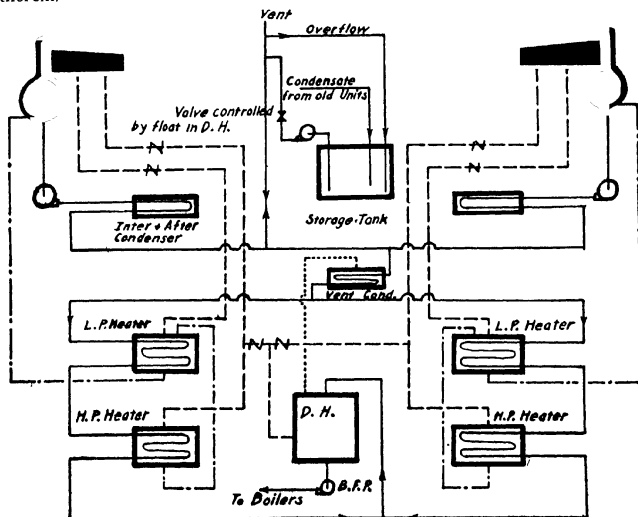 Vent
Overflow
Condensate
from old Units
Valve controlled
by float in D.H.
Storage Tank
Inter & After
Condenser
Vent Cond.
L.P. Heater
L.P. Heater
H.P. Heater
D.H.
H.P. Heater
B.F.P.
To Boilers